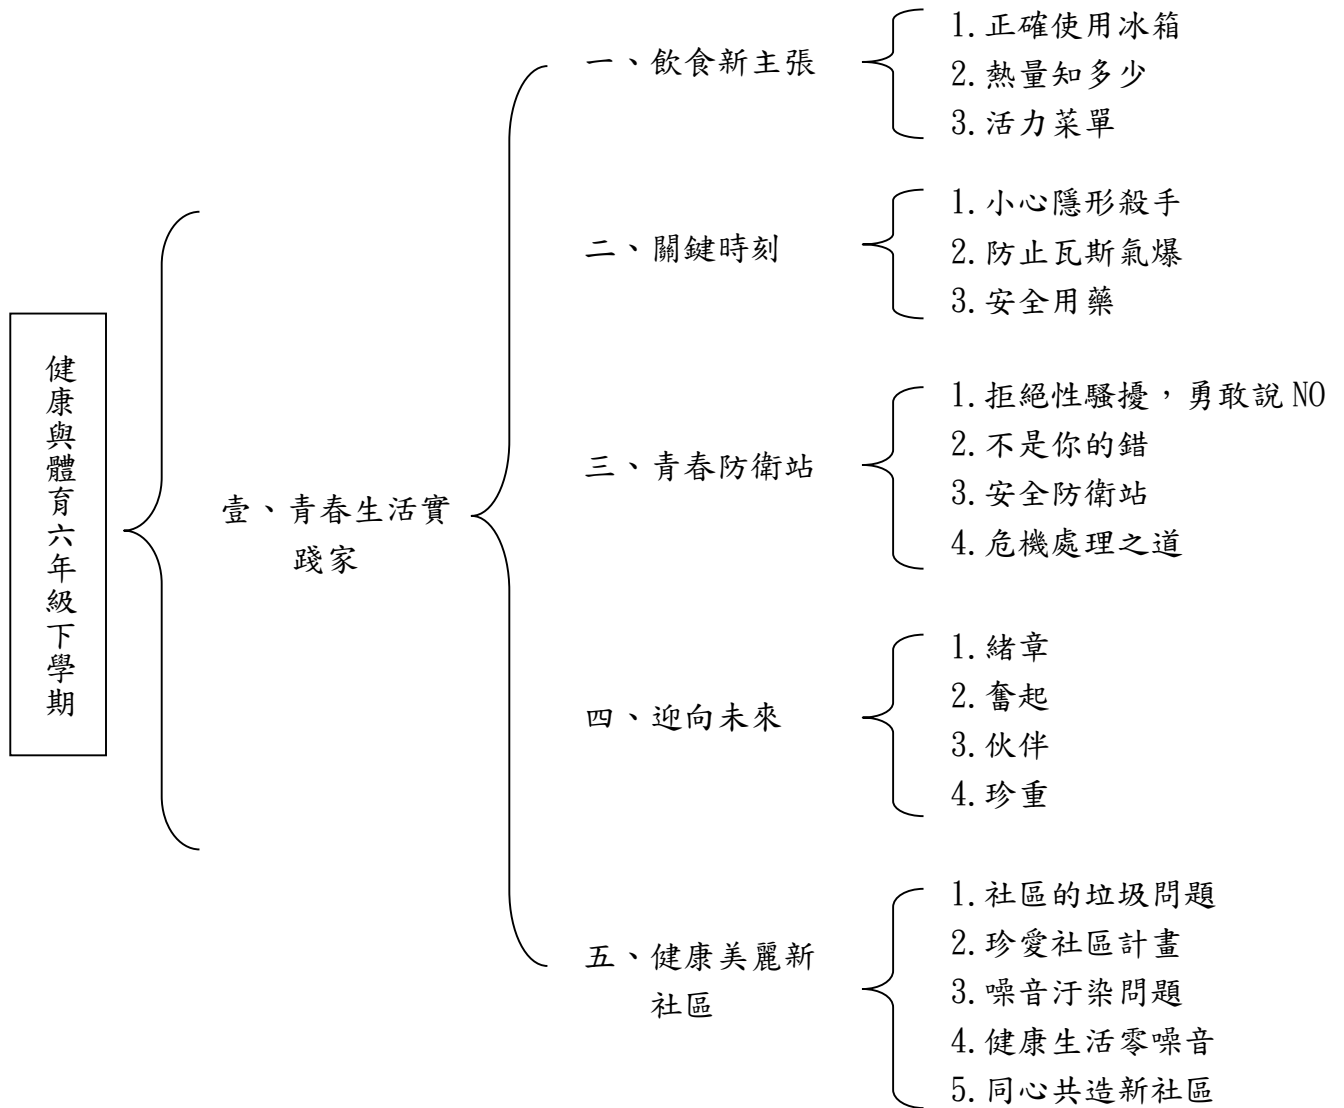 健康與體育六年級下學期
壹、青春生活實
踐家
一、飲食新主張
1.正確使用冰箱
2.熱量知多少
3.活力菜單
二、關鍵時刻
1.小心隱形殺手
2.防止瓦斯氣爆
3.安全用藥
三、青春防衛站
1.拒絕性騷擾，勇敢說 NO
2.不是你的錯
3.安全防衛站
4.危機處理之道
四、迎向未來
1.緒章
2.奮起
3.伙伴
4.珍重
五、健康美麗新
社區
1.社區的垃圾問題
2.珍愛社區計畫
3.噪音汙染問題
4.健康生活零噪音
5.同心共造新社區